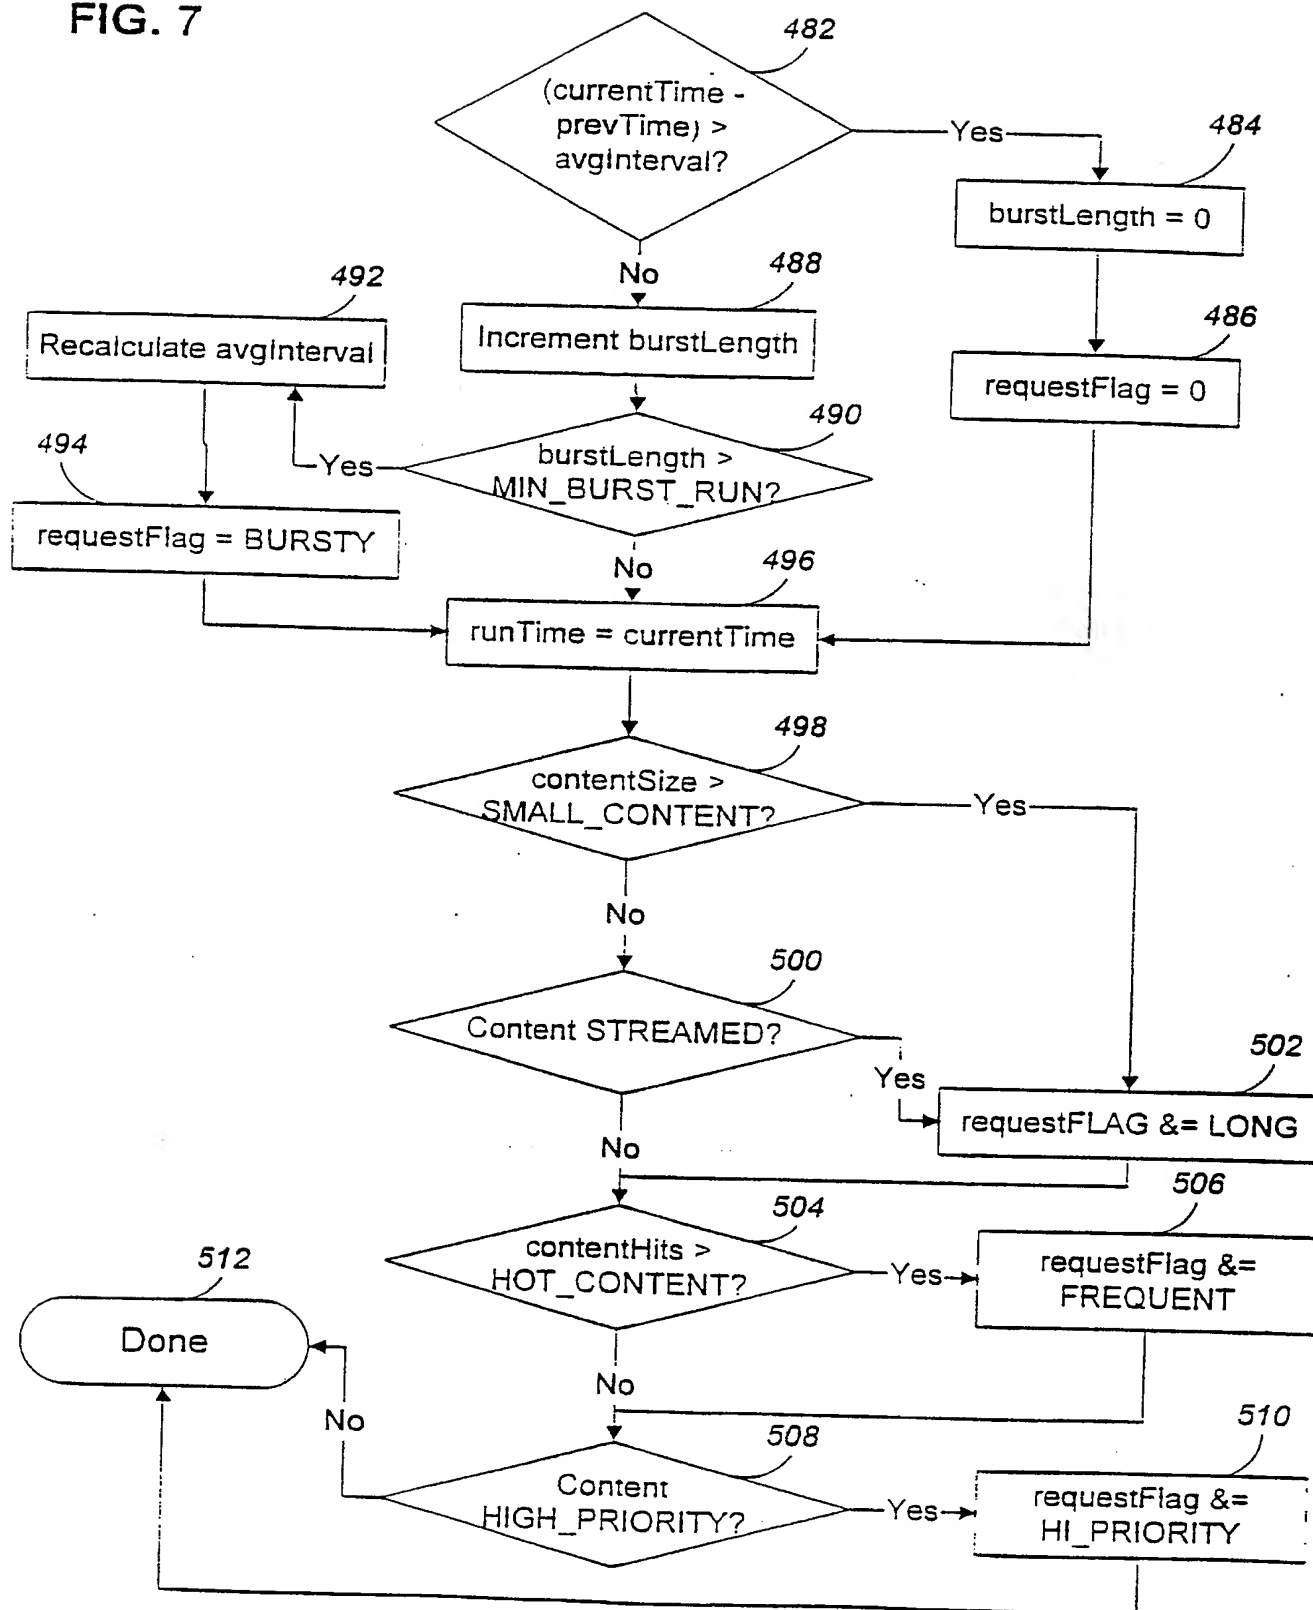 FIG. 7
482
(currentTime -
prevTime) >
avgInterval?
Yes
484
burstLength = 0
No
488
492
Recalculate avgInterval
Increment burstLength
486
requestFlag = 0
490
494
Yes
burstLength >
MIN_BURST_RUN?
requestFlag = BURSTY
No
496
runTime = currentTime
498
contentSize >
SMALL_CONTENT?
Yes
No
500
Content STREAMED?
Yes
502
requestFLAG &= LONG
No
504
506
contentHits >
HOT_CONTENT?
Yes
requestFlag &=
FREQUENT
512
Done
No
No
508
510
Content
HIGH_PRIORITY?
Yes
requestFlag &=
HI_PRIORITY